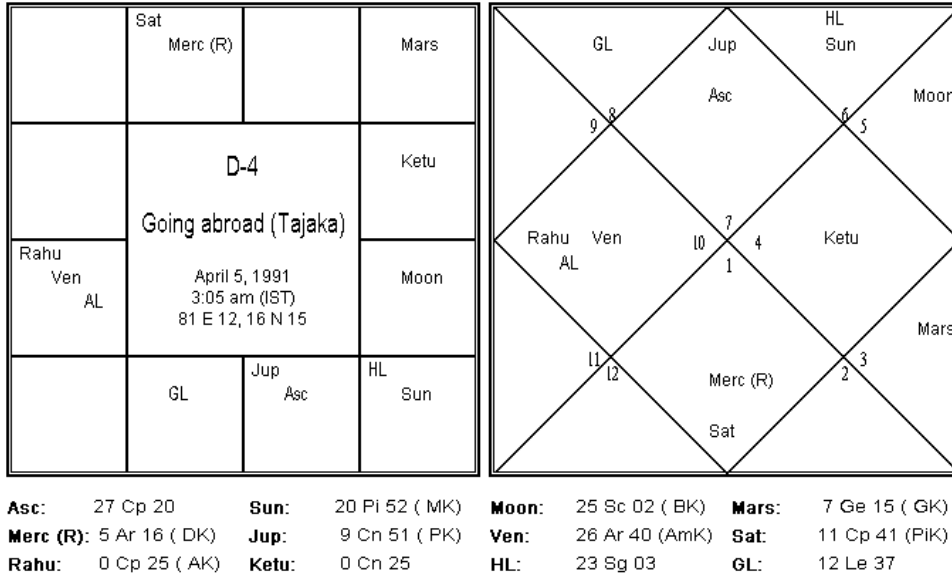 Sat
Merc (R)
Mars
Ketu
Rahu
Ven
AL
Moon
GL
Jup
Asc
HL
Sun
D-4
Going abroad (Tajaka)
April 5, 1991
3:05 am (IST)
81 E 12, 16 N 15
GL
Jup
Asc
HL
Sun
Moon
8
9
6
5
Rahu Ven
AL
10
7
4
1
Ketu
Mars
11
12
3
2
Merc (R)
Sat
Asc: 27 Cp 20 Sun: 20 Pi 52 ( MK) Moon: 25 Sc 02 ( BK) Mars: 7 Ge 15 ( GK)
Merc (R): 5 Ar 16 ( DK) Jup: 9 Cn 51 ( PK) Ven: 26 Ar 40 (AmK) Sat: 11 Cp 41 (PiK)
Rahu: 0 Cp 25 ( AK) Ketu: 0 Cn 25 HL: 23 Sg 03 GL: 12 Le 37